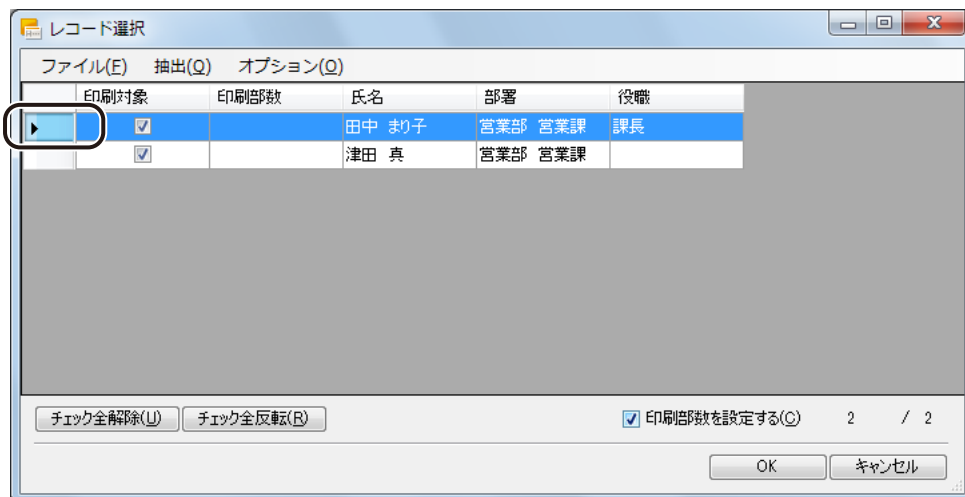 レコード選択
ファイル(F) 抽出(Q) オプション(O)
印刷対象 印刷部数 氏名 部署 役職
田中 まり子 営業部 営業課 課長
津田 真 営業部 営業課
チェック全解除(U) チェック全反転(R) 印刷部数を設定する(C) 2 / 2
OK キャンセル